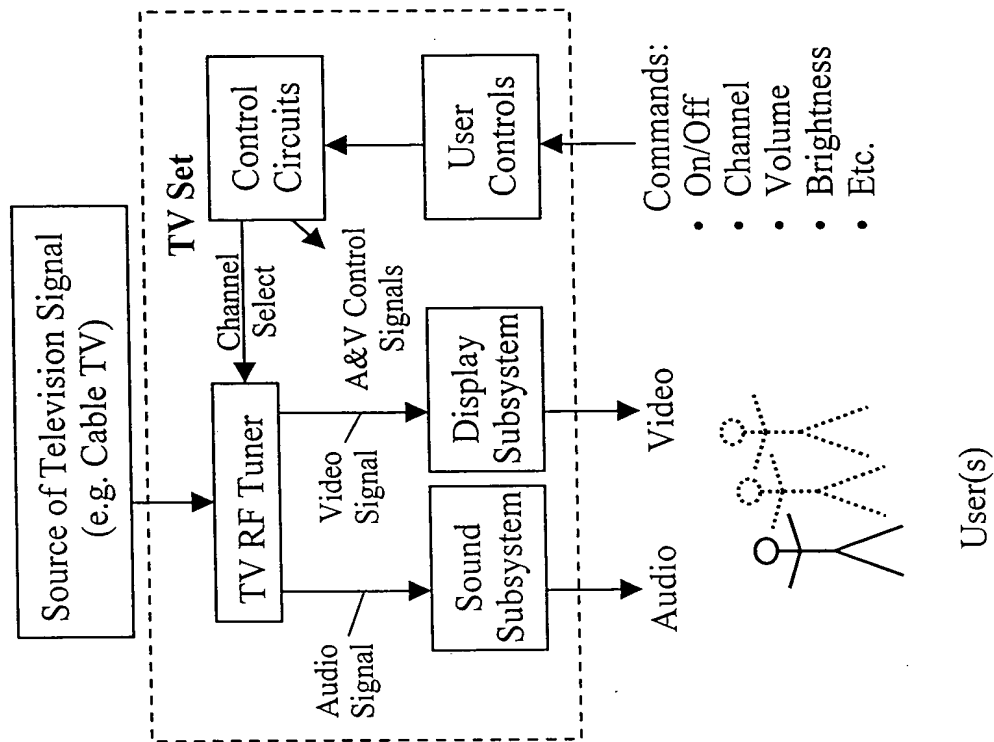 Source of Television Signal
(e.g. Cable TV)
TV Set
TV RF Tuner
Channel
Select
Control
Circuits
Audio
Signal
Video
Signal
A&V Control
Signals
Sound
Subsystem
Display
Subsystem
User
Controls
Audio
Video
Commands:
• On/Off
• Channel
• Volume
• Brightness
• Etc.
User(s)